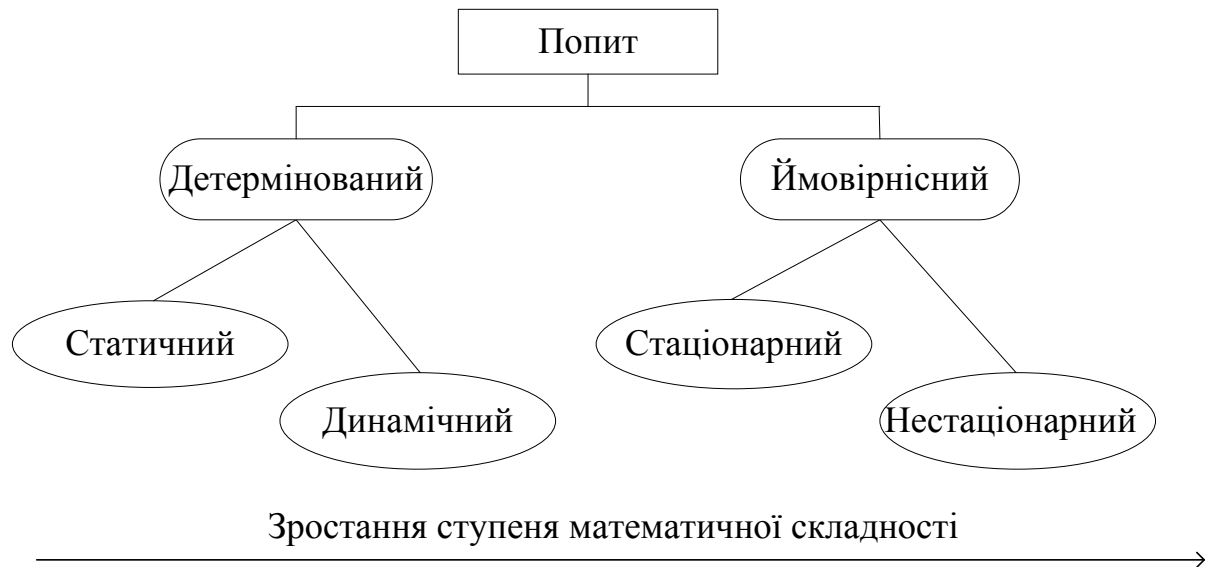 Попит
Детермінований
Ймовірнісний
Статичний
Стаціонарний
Динамічний
Нестаціонарний
Зростання ступеня математичної складності